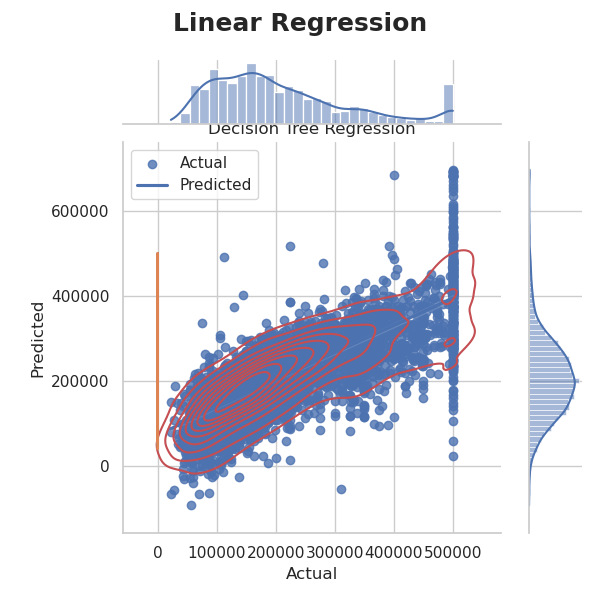 Linear Regression
Decision Tree Regression
Actual
Predicted
600000
400000
200000
0
Predicted
0 100000 200000 300000 400000 500000
Actual